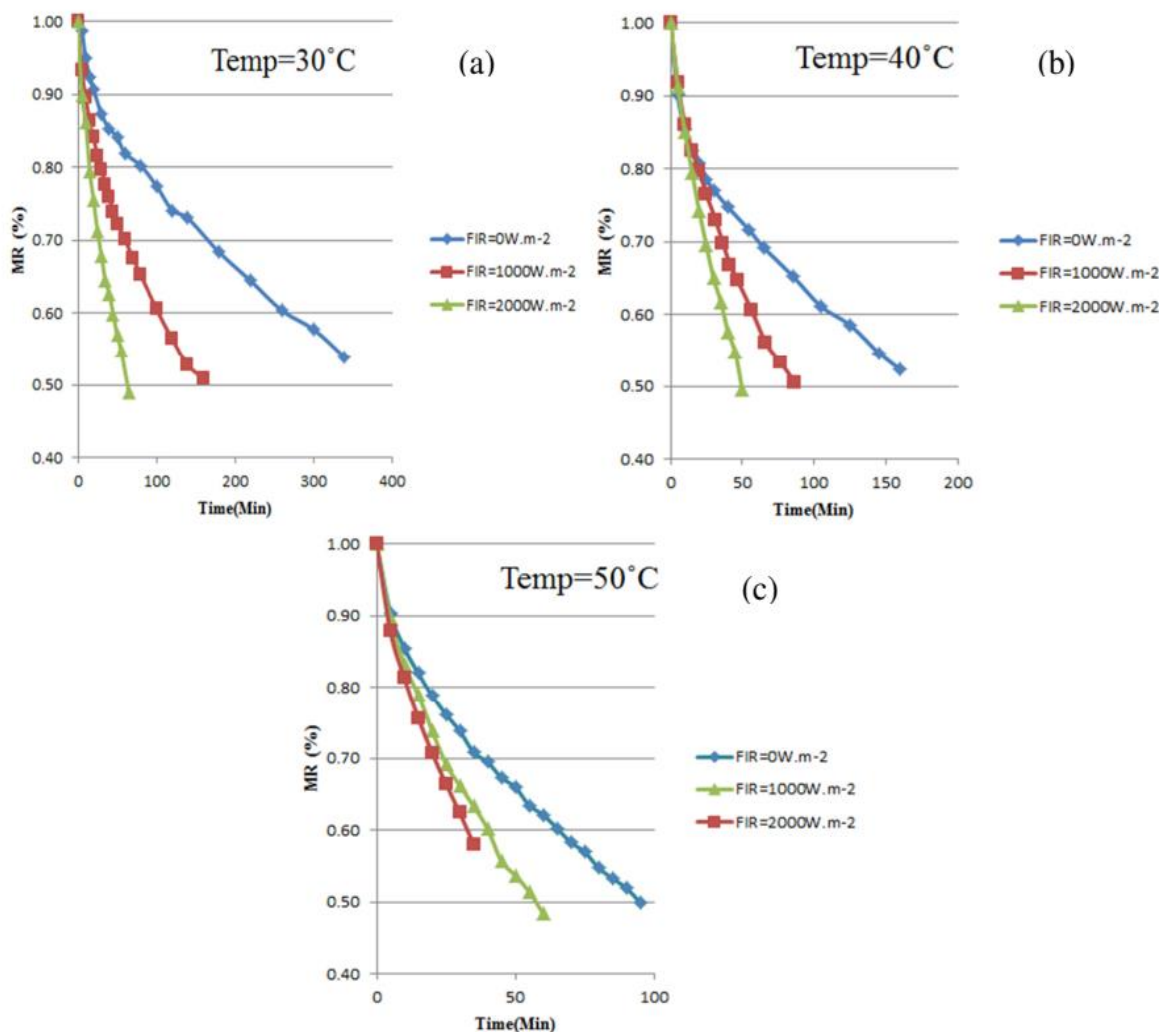 Temp=30˚C (a)
MR (%)
1.00
0.90
0.80
0.70
0.60
0.50
0.40
0 100 200 300 400
Time(Min)
FIR=0W.m-2
FIR=1000W.m-2
FIR=2000W.m-2
Temp=40˚C (b)
MR (%)
1.00
0.90
0.80
0.70
0.60
0.50
0.40
0 50 100 150 200
Time(Min)
FIR=0W.m-2
FIR=1000W.m-2
FIR=2000W.m-2
Temp=50˚C (c)
MR (%)
1.00
0.90
0.80
0.70
0.60
0.50
0.40
0 50 100
Time(Min)
FIR=0W.m-2
FIR=1000W.m-2
FIR=2000W.m-2